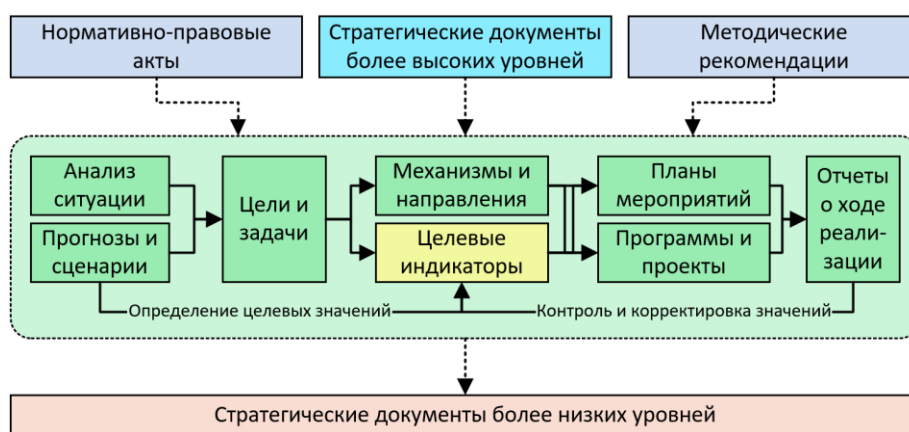 Нормативно-правовые
акты
Стратегические документы
более высоких уровней
Методические
рекомендации
Анализ
ситуации
Прогнозы и
сценарии
Цели и
задачи
Механизмы и
направления
Целевые
индикаторы
Планы
мероприятий
Программы и
проекты
Отчеты
о ходе
реали-
зации
Определение целевых значений
Контроль и корректировка значений
Стратегические документы более низких уровней